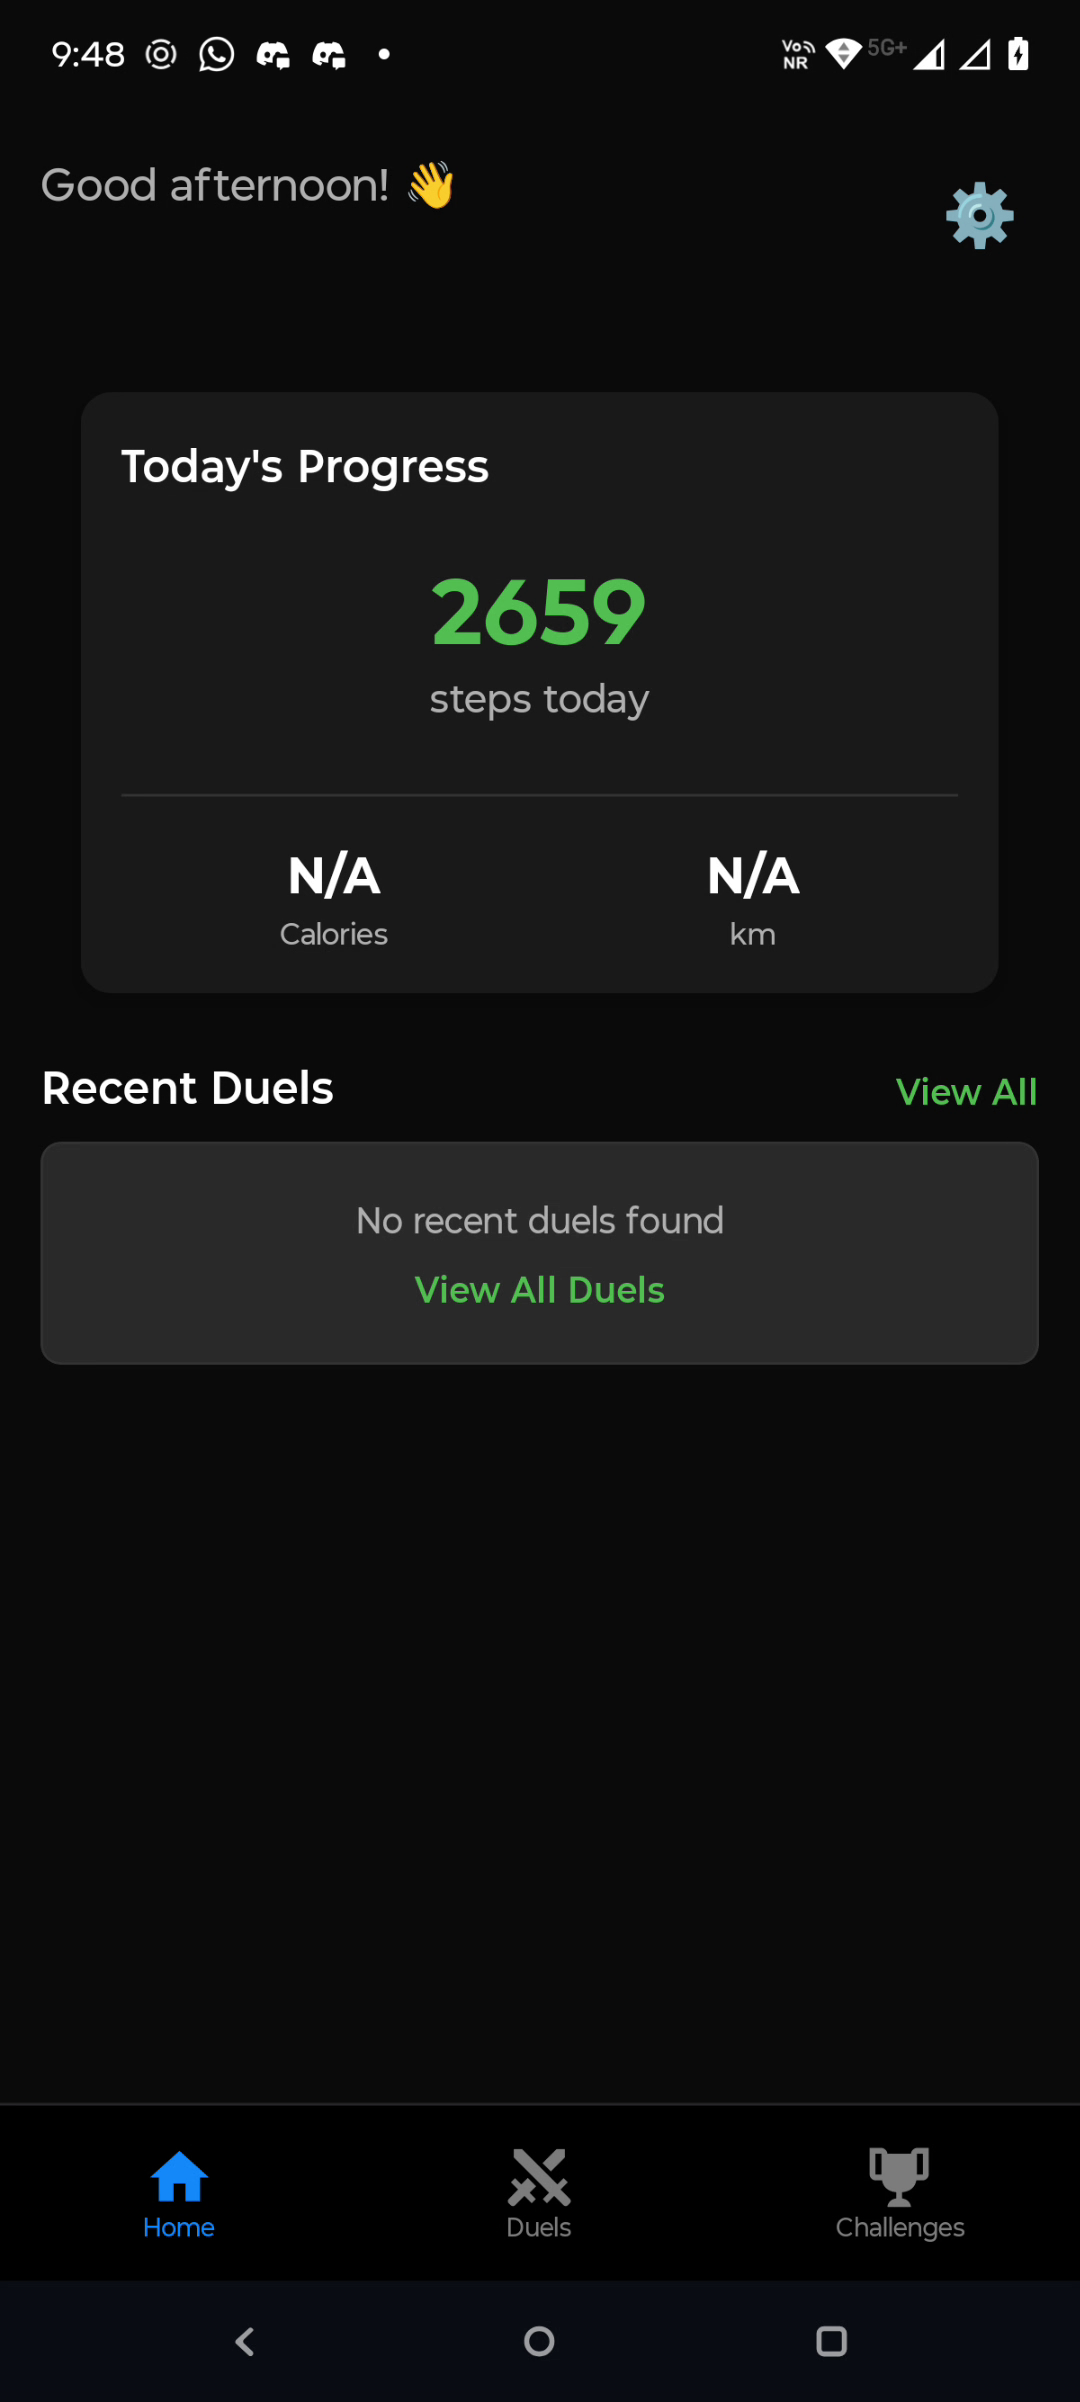 9:48
Vo NR
5G+
Good afternoon! 👋
Today's Progress
2659
steps today
N/A
N/A
Calories
km
Recent Duels
View All
No recent duels found
View All Duels
Home
Duels
Challenges